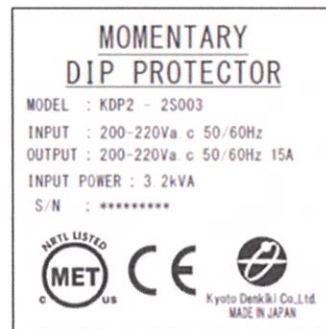 MOMENTARY
DIP PROTECTOR
MODEL : KDP2 - 2S003
INPUT : 200-220Va.c 50/60Hz
OUTPUT : 200-220Va.c 50/60Hz 15A
INPUT POWER : 3.2kVA
S/N : *********
NRTL LISTED
MET
C US
CE
Kyoto Denkiki Co.,Ltd.
MADE IN JAPAN